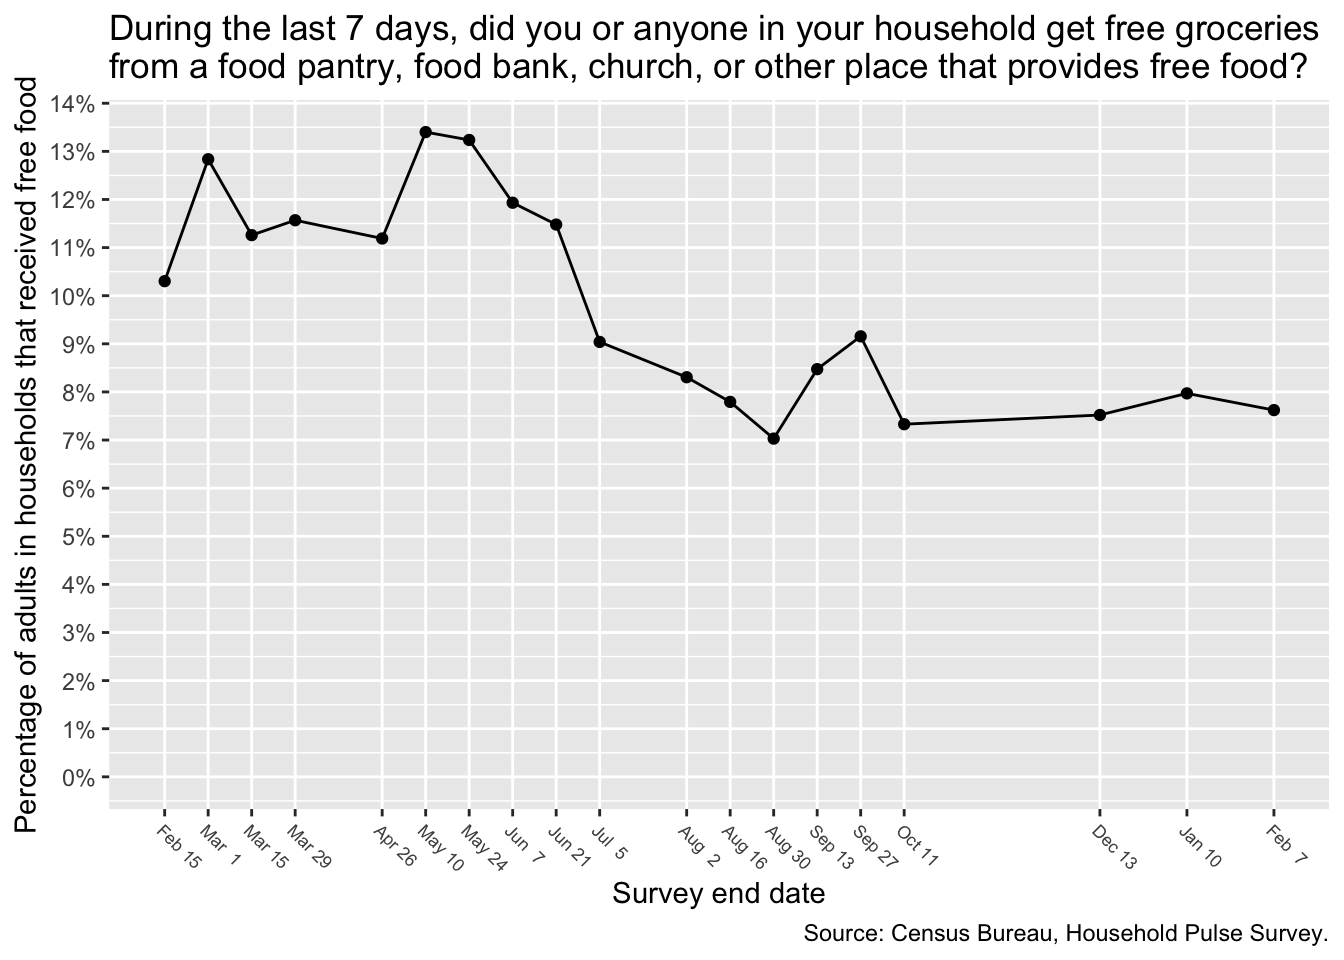 During the last 7 days, did you or anyone in your household get free groceries
from a food pantry, food bank, church, or other place that provides free food?
Percentage of adults in households that received free food
14%
13%
12%
11%
10%
9%
8%
7%
6%
5%
4%
3%
2%
1%
0%
Feb 15
Mar 1
Mar 15
Mar 29
Apr 26
May 10
May 24
Jun 7
Jun 21
Jul 5
Aug 2
Aug 16
Aug 30
Sep 13
Sep 27
Oct 11
Dec 13
Jan 10
Feb 7
Survey end date
Source: Census Bureau, Household Pulse Survey.